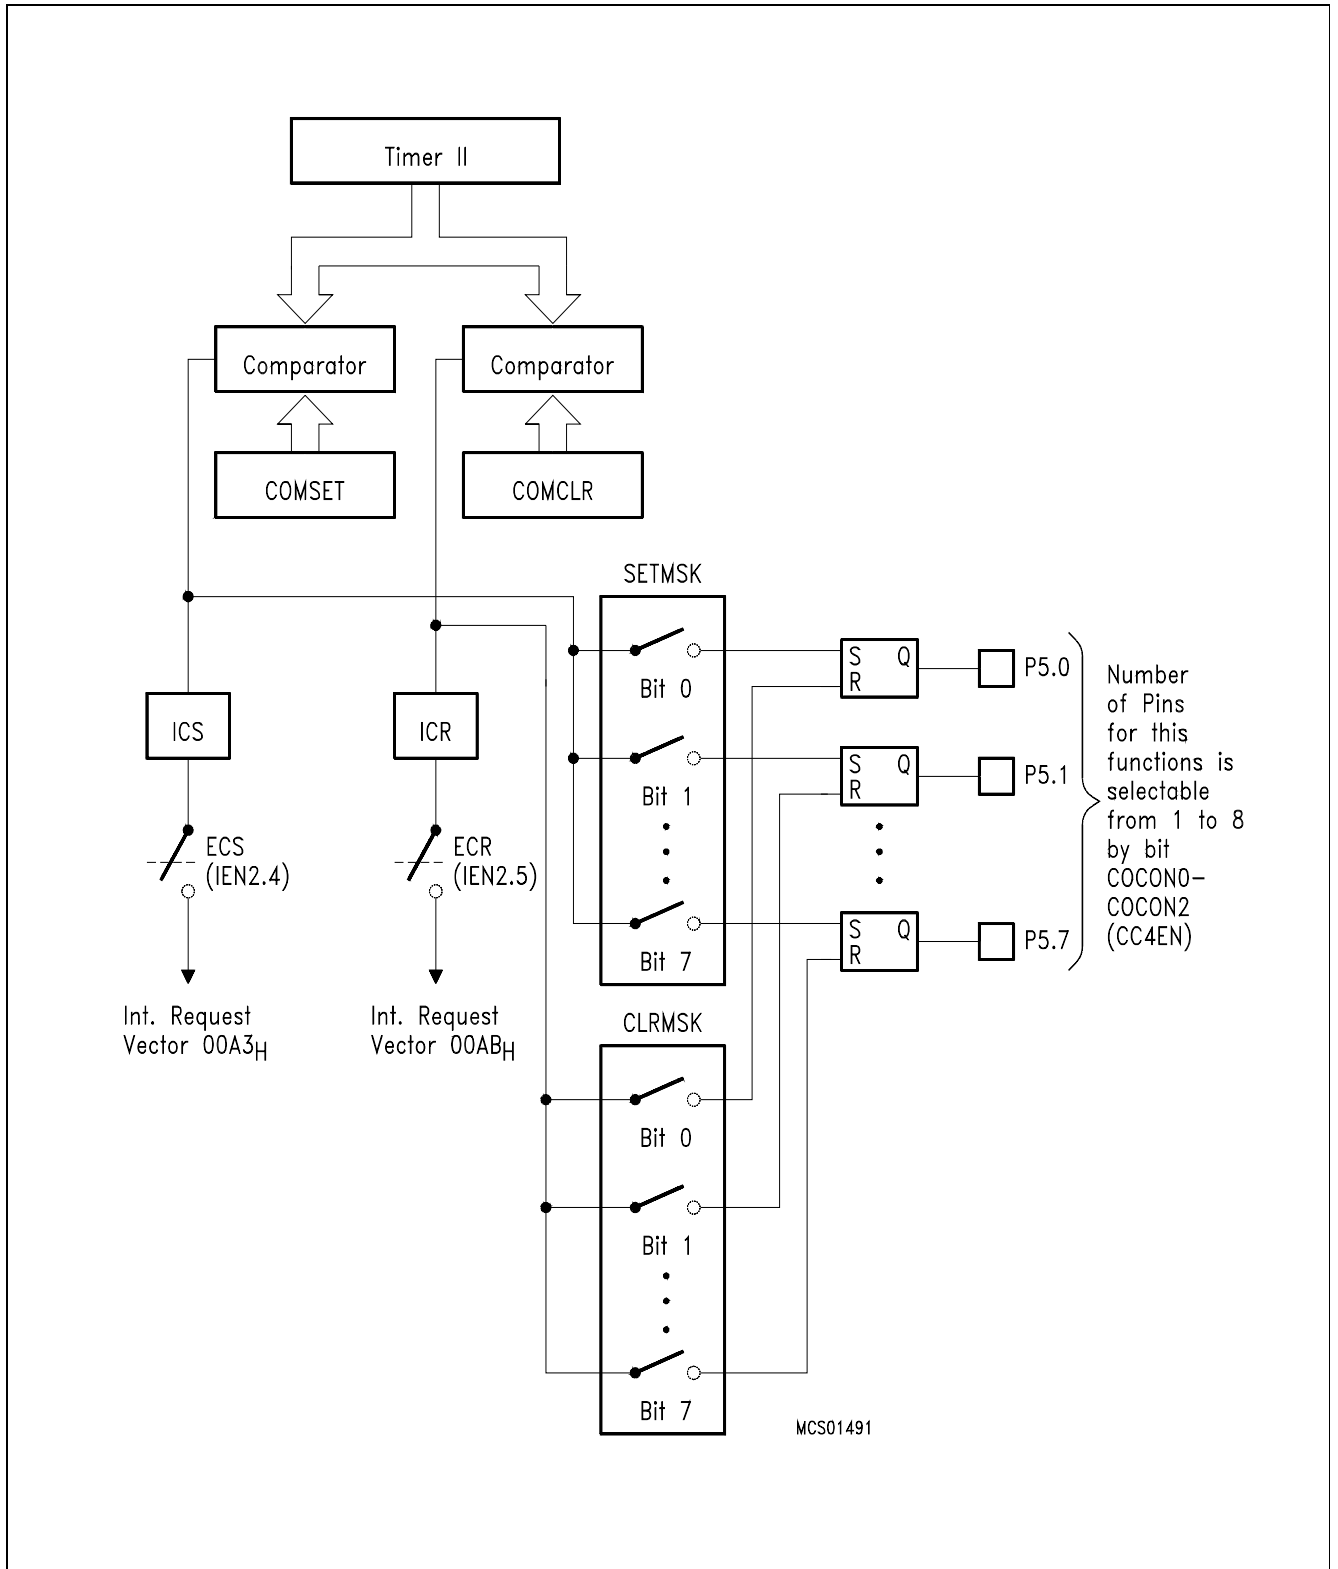 Timer II
Comparator
Comparator
COMSET
COMCLR
SETMSK
Bit 0
Bit 1
Bit 7
S Q
R
P5.0
S Q
R
P5.1
S Q
R
P5.7
Number
of Pins
for this
functions is
selectable
from 1 to 8
by bit
COCON0-
COCON2
(CC4EN)
ICS
ICR
ECS
(IEN2.4)
ECR
(IEN2.5)
Int. Request
Vector 00A3H
Int. Request
Vector 00ABH
CLRMSK
Bit 0
Bit 1
Bit 7
MCS01491